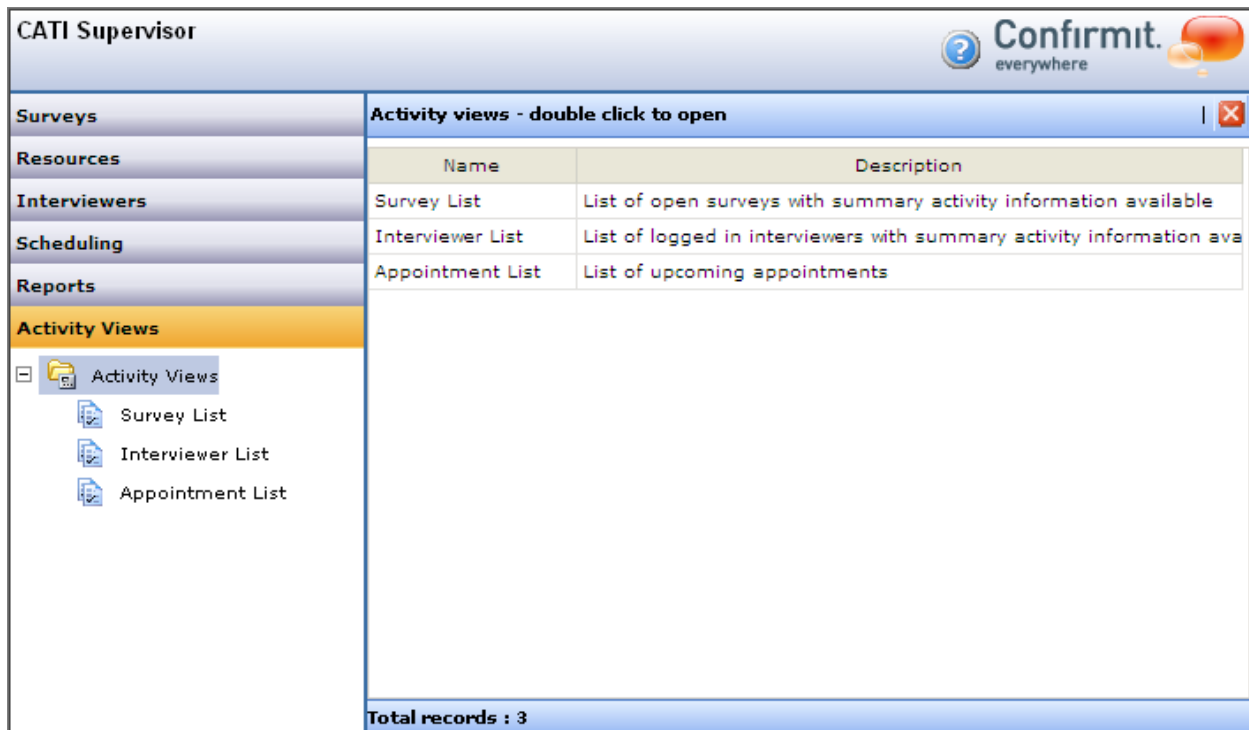 CATI Supervisor
? Confirmit.
everywhere
Surveys
Resources
Interviewers
Scheduling
Reports
Activity Views
Activity Views
Survey List
Interviewer List
Appointment List
Activity views - double click to open |
Name Description
Survey List List of open surveys with summary activity information available
Interviewer List List of logged in interviewers with summary activity information ava
Appointment List List of upcoming appointments
Total records : 3